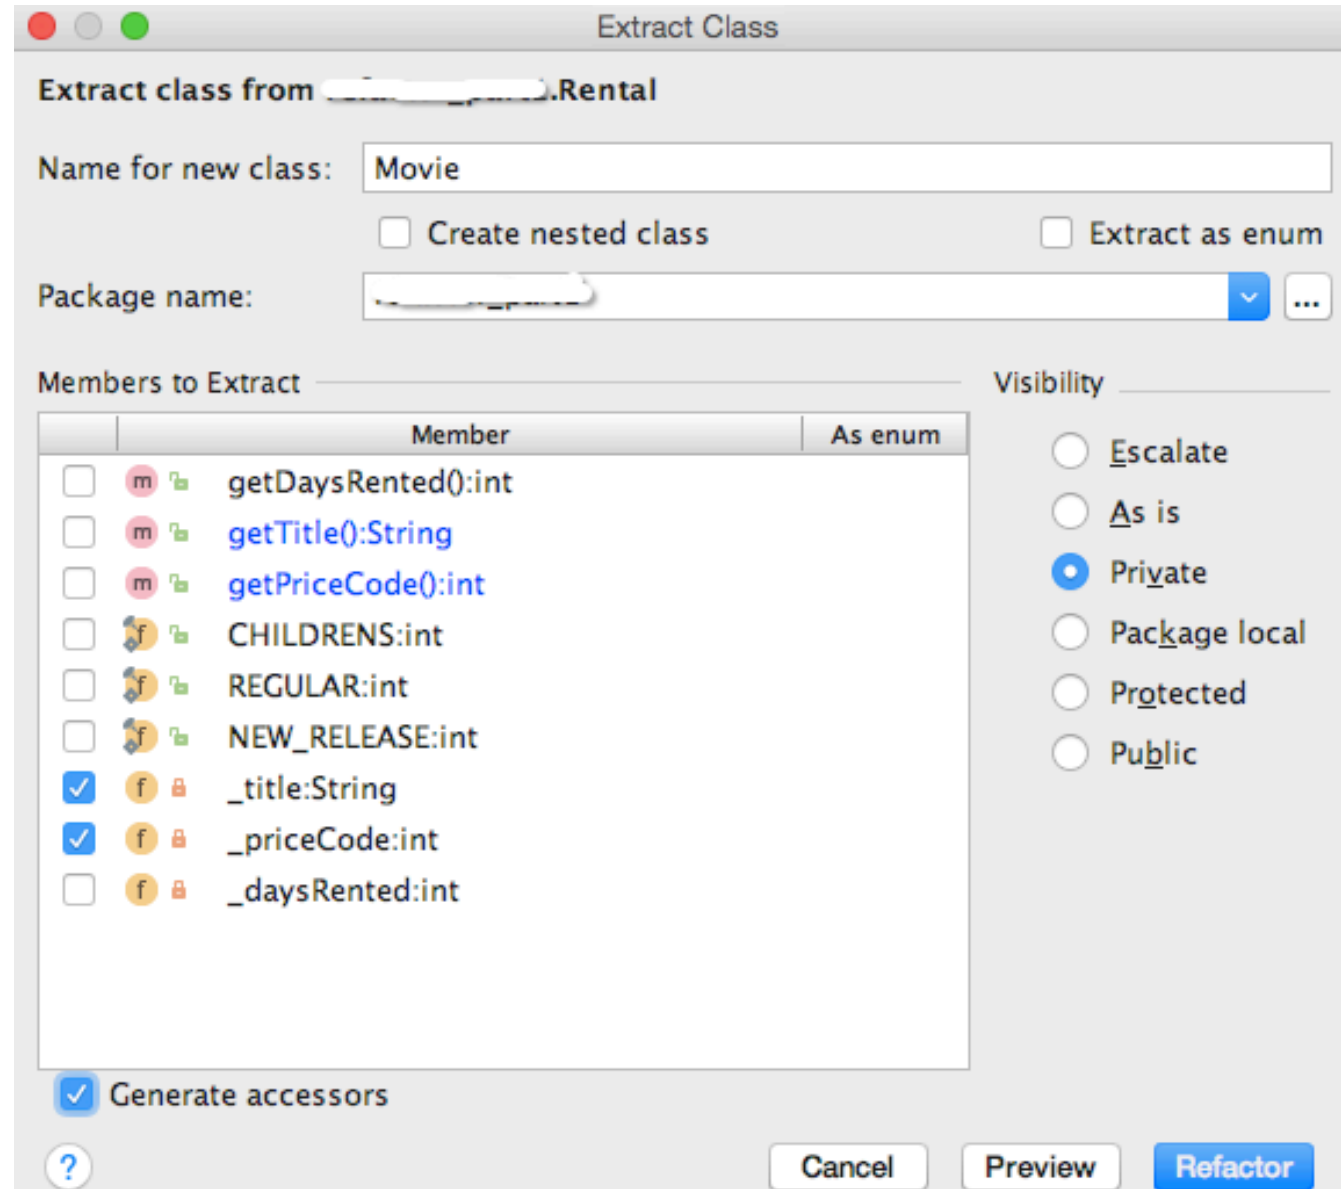 Extract Class
Extract class from .Rental
Name for new class: Movie
Create nested class Extract as enum
Package name: ...
Members to Extract Visibility
Member As enum
getDaysRented():int
getTitle():String
getPriceCode():int
CHILDRENS:int
REGULAR:int
NEW_RELEASE:int
_title:String
_priceCode:int
_daysRented:int
Escalate
As is
Private
Package local
Protected
Public
Generate accessors
? Cancel Preview Refactor